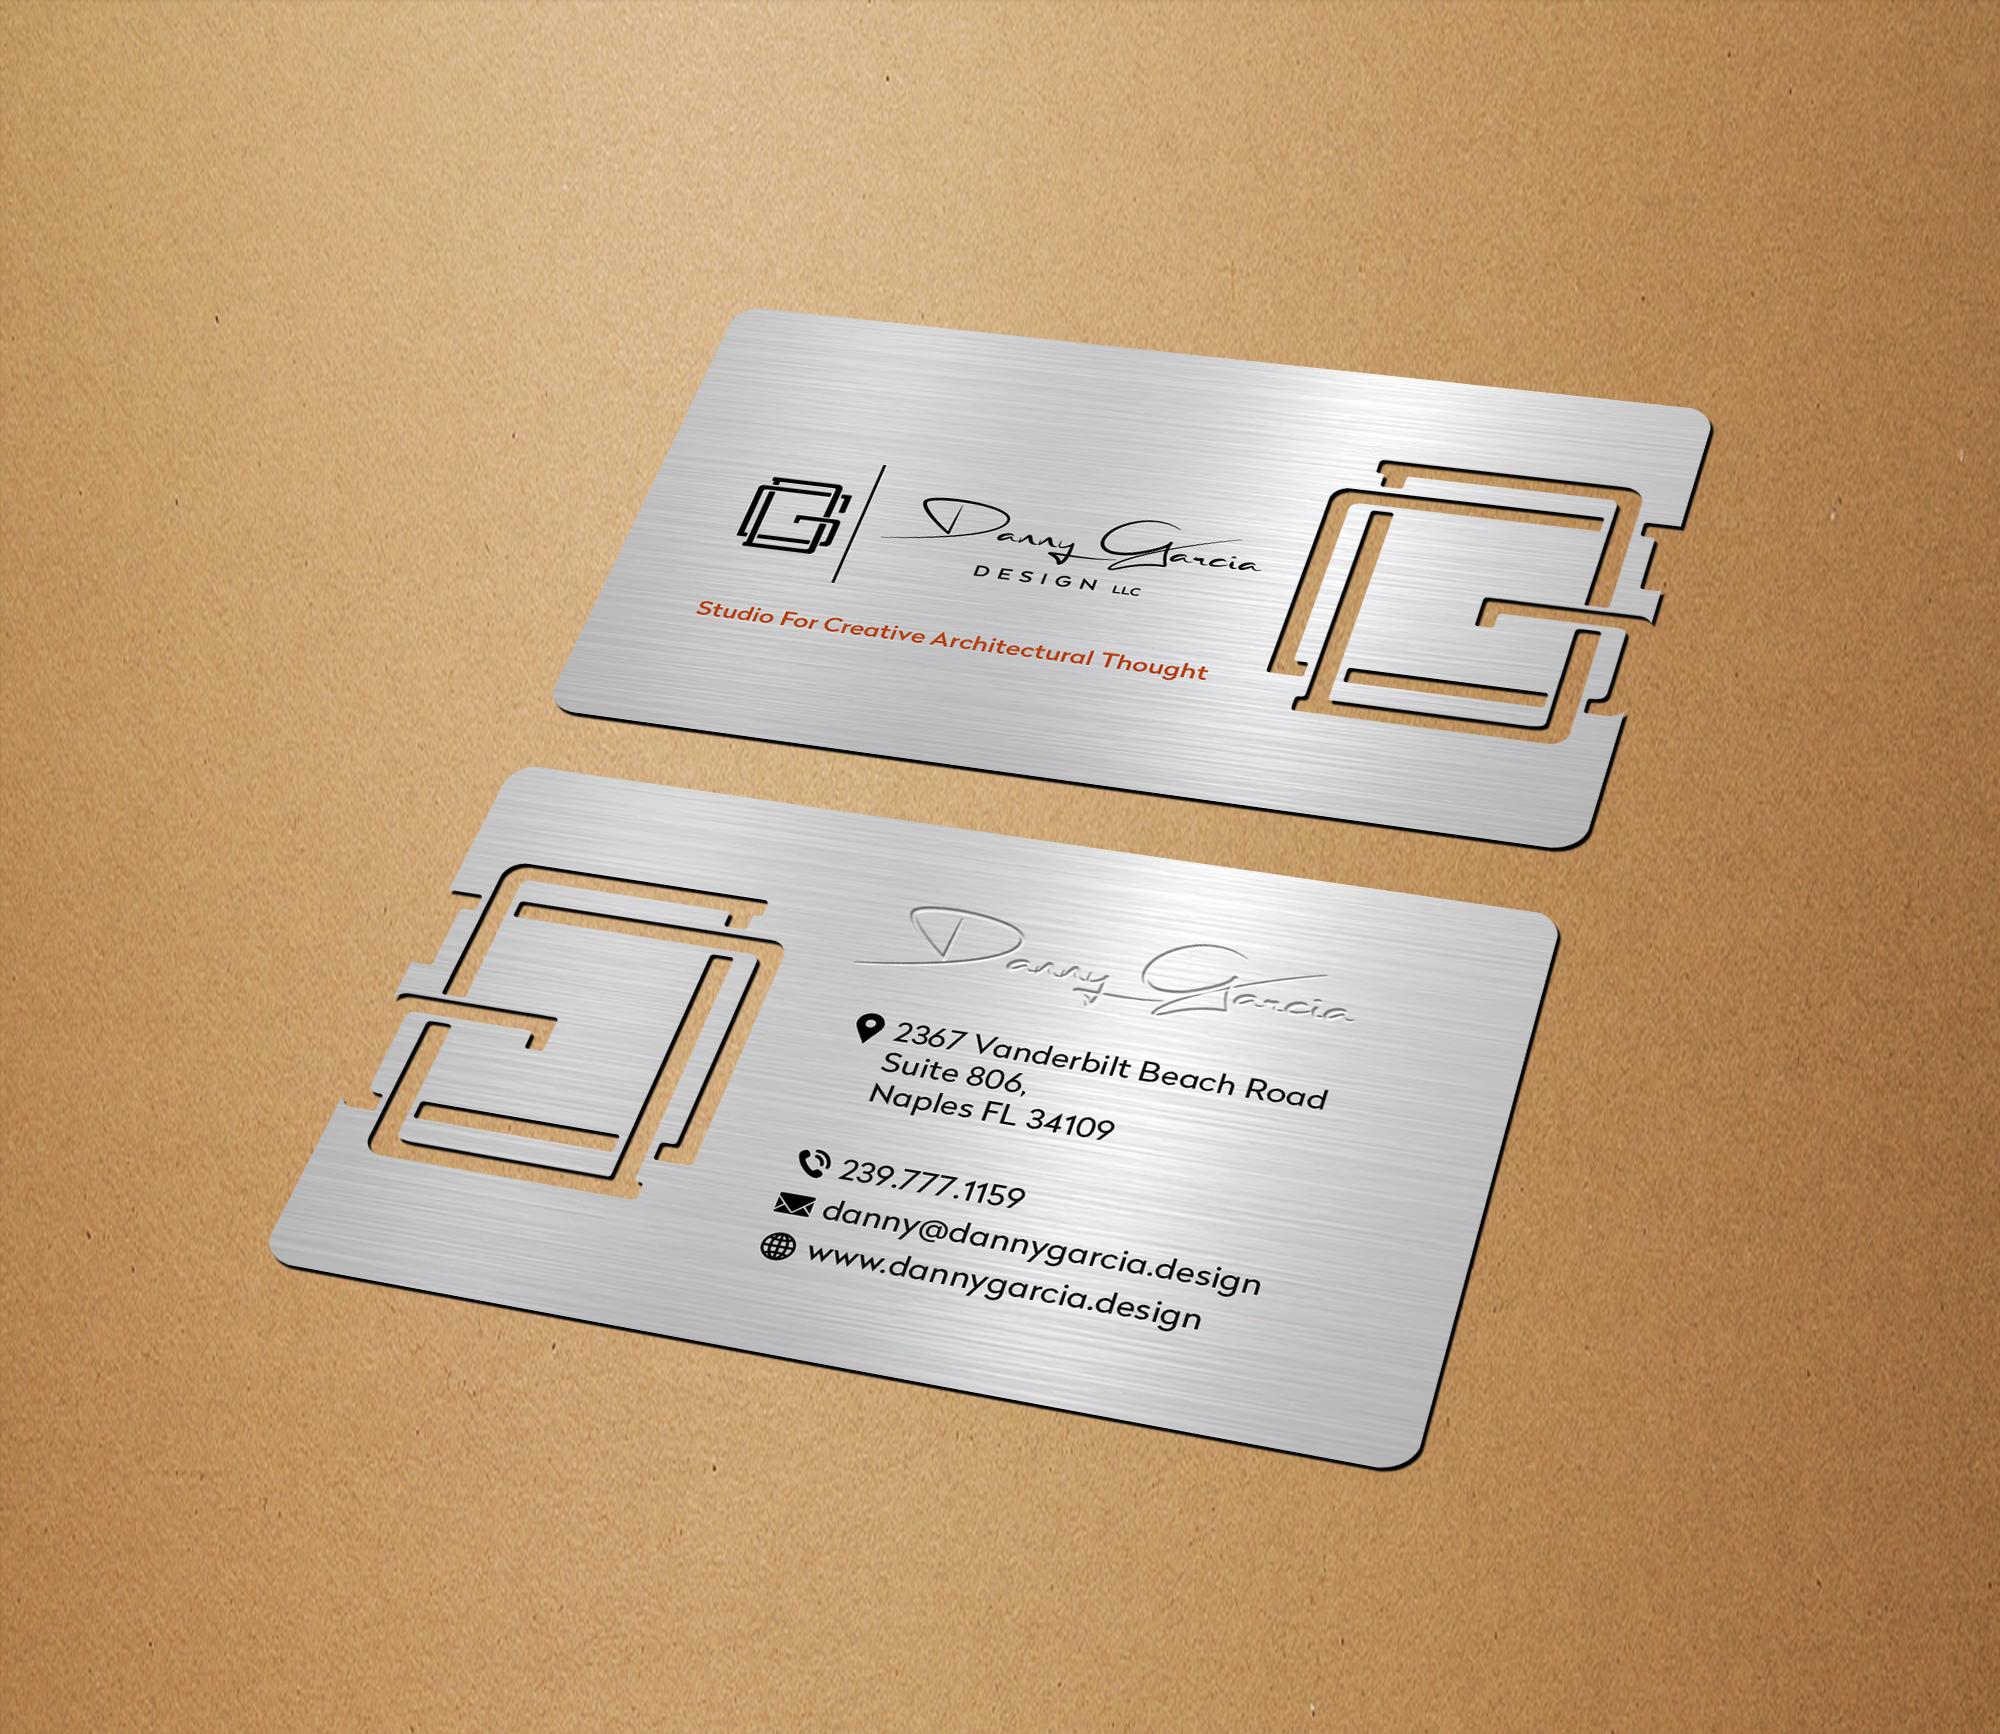 Danny Garcia
DESIGN LLC
Studio For Creative Architectural Thought
Danny Garcia
2367 Vanderbilt Beach Road
Suite 806,
Naples FL 34109
239.777.1159
danny@dannygarcia.design
www.dannygarcia.design